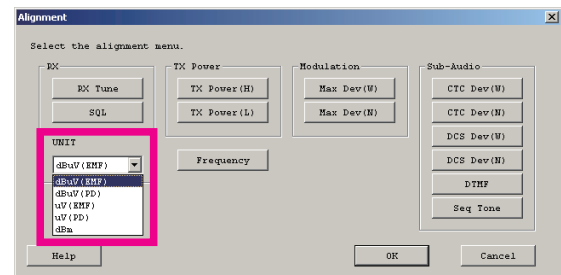 Alignment
Select the alignment menu.
RX
TX Power
Modulation
Sub-Audio
RX Tune
TX Power(H)
Max Dev(W)
CTC Dev(W)
SQL
TX Power(L)
Max Dev(N)
CTC Dev(N)
DCS Dev(W)
UNIT
dBuV(EMF)
Frequency
DCS Dev(N)
dBuV(EMF)
dBuV(PD)
uV(EMF)
uV(PD)
dBm
DTMF
Seq Tone
Help
OK
Cancel